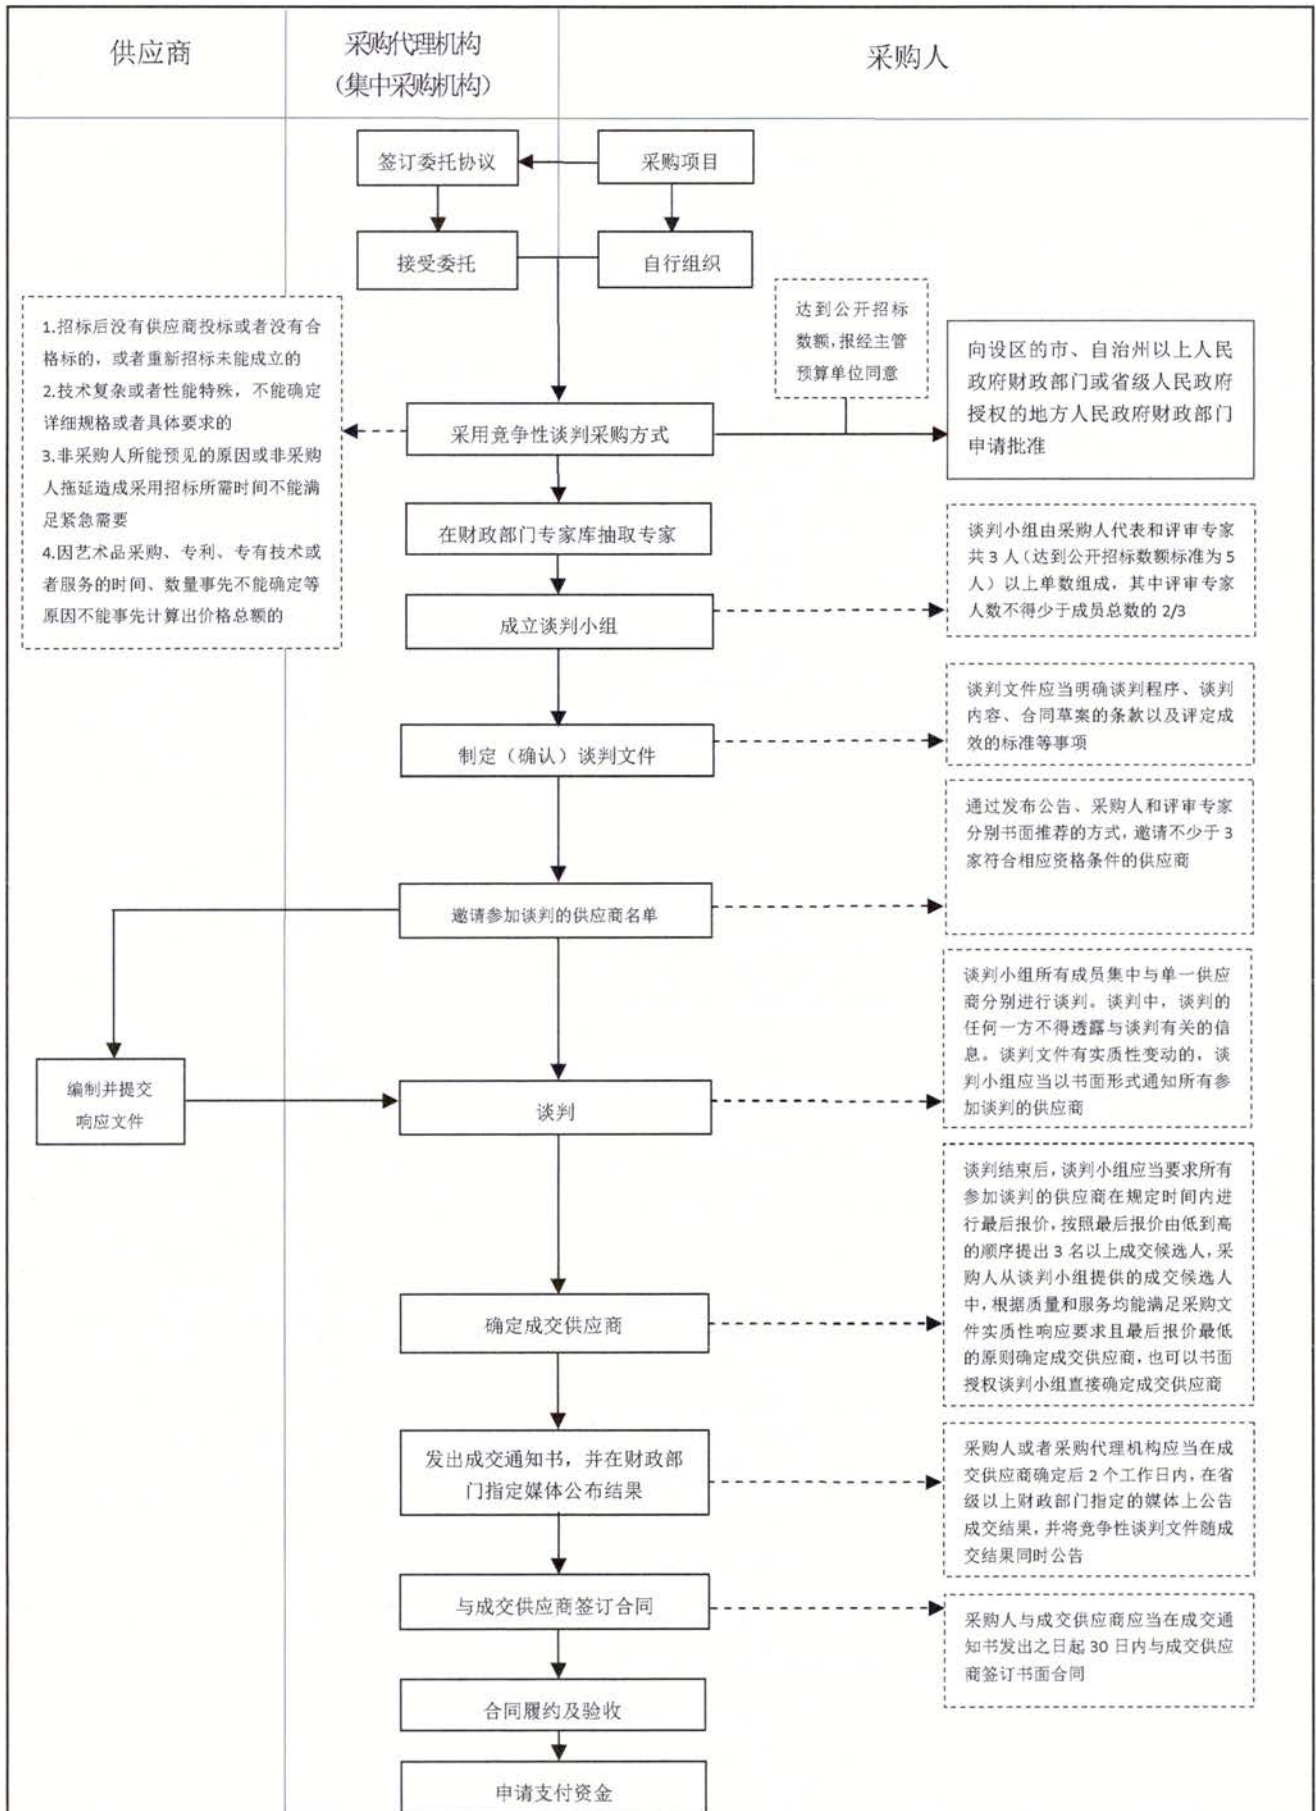 供应商
采购代理机构
（集中采购机构）
采购人
签订委托协议
采购项目
接受委托
自行组织
达到公开招标
数额，报经主管
预算单位同意
向设区的市、自治州以上人民
政府财政部门或省级人民政府
授权的地方人民政府财政部门
申请批准
1.招标后没有供应商投标或者没有合
格标的，或者重新招标未能成立的
2.技术复杂或者性能特殊，不能确定
详细规格或者具体要求的
3.非采购人所能预见的原因或非采购
人拖延造成采用招标所需时间不能满
足紧急需要
4.因艺术品采购、专利、专有技术或
者服务的时间、数量事先不能确定等
原因不能事先计算出价格总额的
采用竞争性谈判采购方式
在财政部门专家库抽取专家
谈判小组由采购人代表和评审专家
共 3 人（达到公开招标数额标准为 5
人）以上单数组成，其中评审专家
人数不得少于成员总数的 2/3
成立谈判小组
谈判文件应当明确谈判程序、谈判
内容、合同草案的条款以及评定成
效的标准等事项
制定（确认）谈判文件
通过发布公告、采购人和评审专家
分别书面推荐的方式，邀请不少于 3
家符合相应资格条件的供应商
邀请参加谈判的供应商名单
谈判小组所有成员集中与单一供应
商分别进行谈判。谈判中，谈判的
任何一方不得透露与谈判有关的信
息。谈判文件有实质性变动的，谈
判小组应当以书面形式通知所有参
加谈判的供应商
编制并提交
响应文件
谈判
谈判结束后，谈判小组应当要求所有
参加谈判的供应商在规定时间内进
行最后报价，按照最后报价由低到高
的顺序提出 3 名以上成交候选人，采
购人从谈判小组提供的成交候选人
中，根据质量和服务均能满足采购文
件实质性响应要求且最后报价最低
的原则确定成交供应商，也可以书面
授权谈判小组直接确定成交供应商
确定成交供应商
发出成交通知书，并在财政部
门指定媒体公布结果
采购人或者采购代理机构应当在成
交供应商确定后 2 个工作日内，在省
级以上财政部门指定的媒体上公告
成交结果，并将竞争性谈判文件随成
交结果同时公告
与成交供应商签订合同
采购人与成交供应商应当在成交通
知书发出之日起 30 日内与成交供应
商签订书面合同
合同履约及验收
申请支付资金